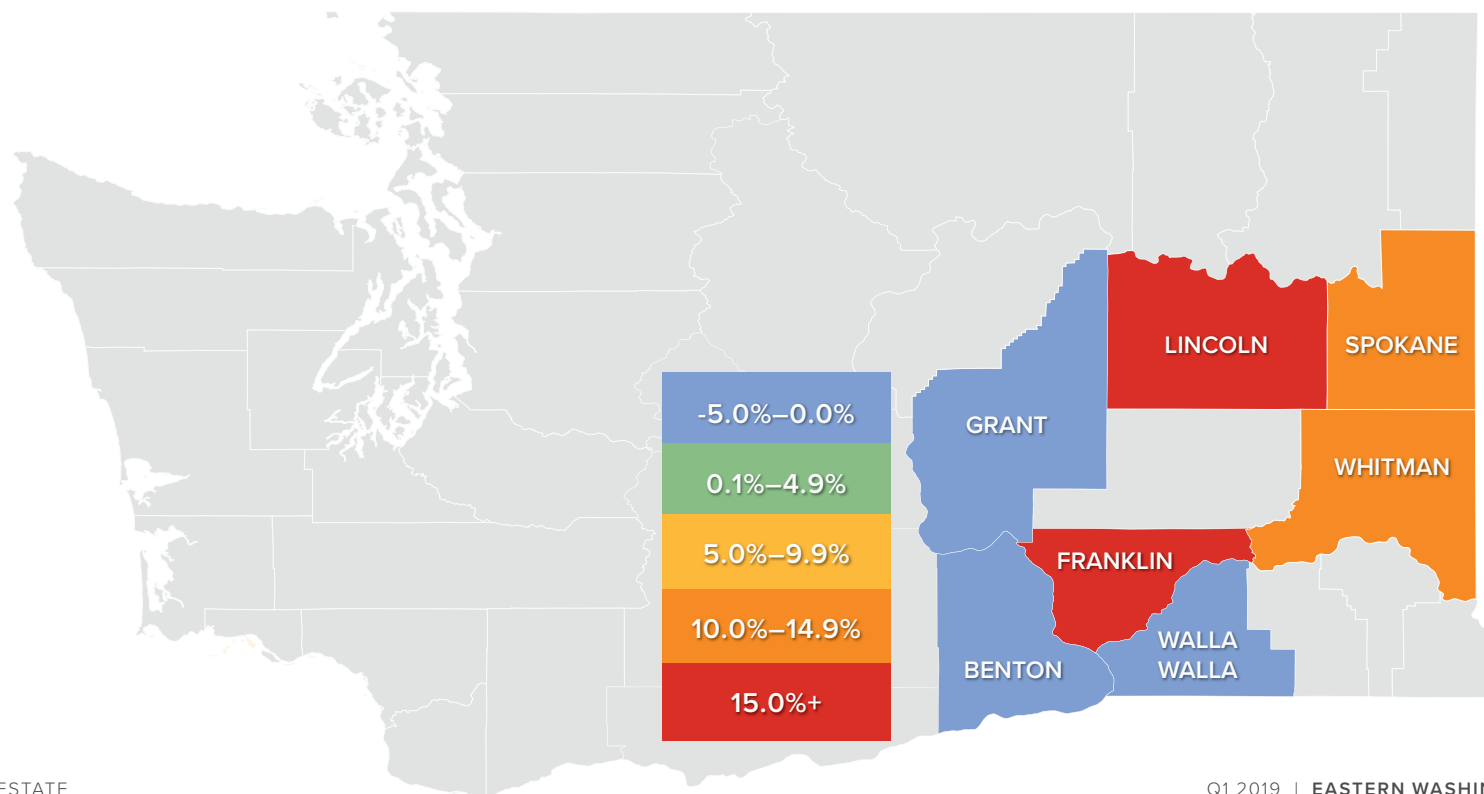 LINCOLN
SPOKANE
-5.0%–0.0%
GRANT
WHITMAN
0.1%–4.9%
5.0%–9.9%
FRANKLIN
10.0%–14.9%
WALLA
WALLA
BENTON
15.0%+
ESTATE
Q1 2019 | EASTERN WASHIN